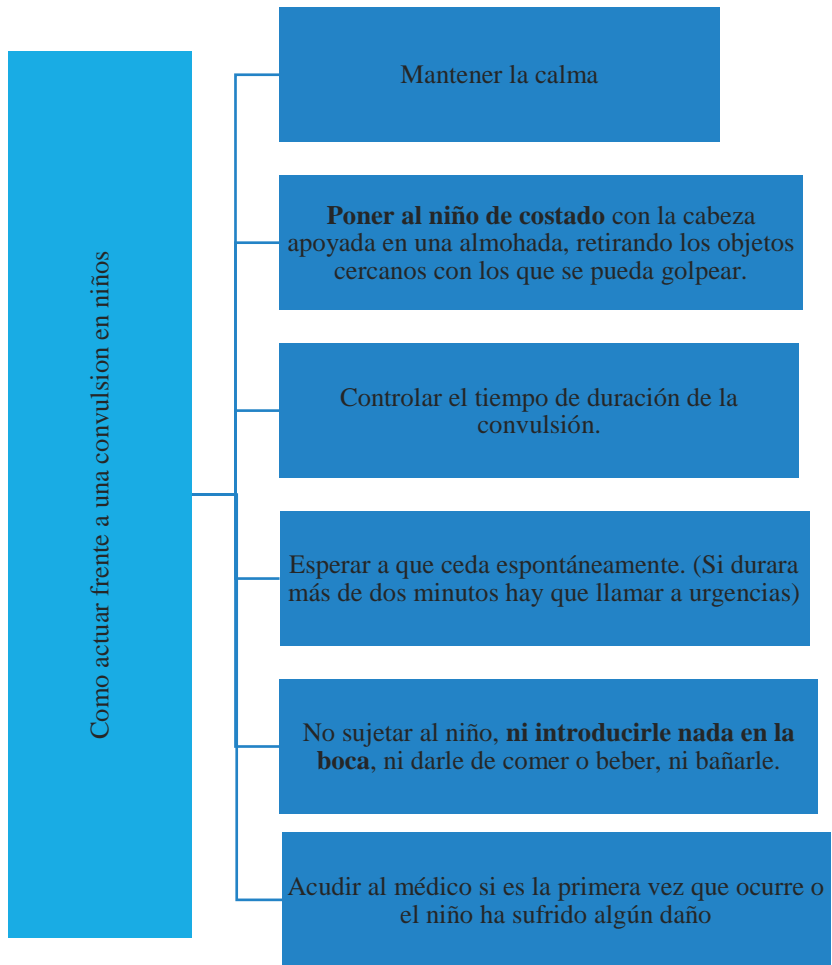 Como actuar frente a una convulsion en niños
Mantener la calma
Poner al niño de costado con la cabeza
apoyada en una almohada, retirando los objetos
cercanos con los que se pueda golpear.
Controlar el tiempo de duración de la
convulsión.
Esperar a que ceda espontáneamente. (Si durara
más de dos minutos hay que llamar a urgencias)
No sujetar al niño, ni introducirle nada en la
boca, ni darle de comer o beber, ni bañarle.
Acudir al médico si es la primera vez que ocurre o
el niño ha sufrido algún daño